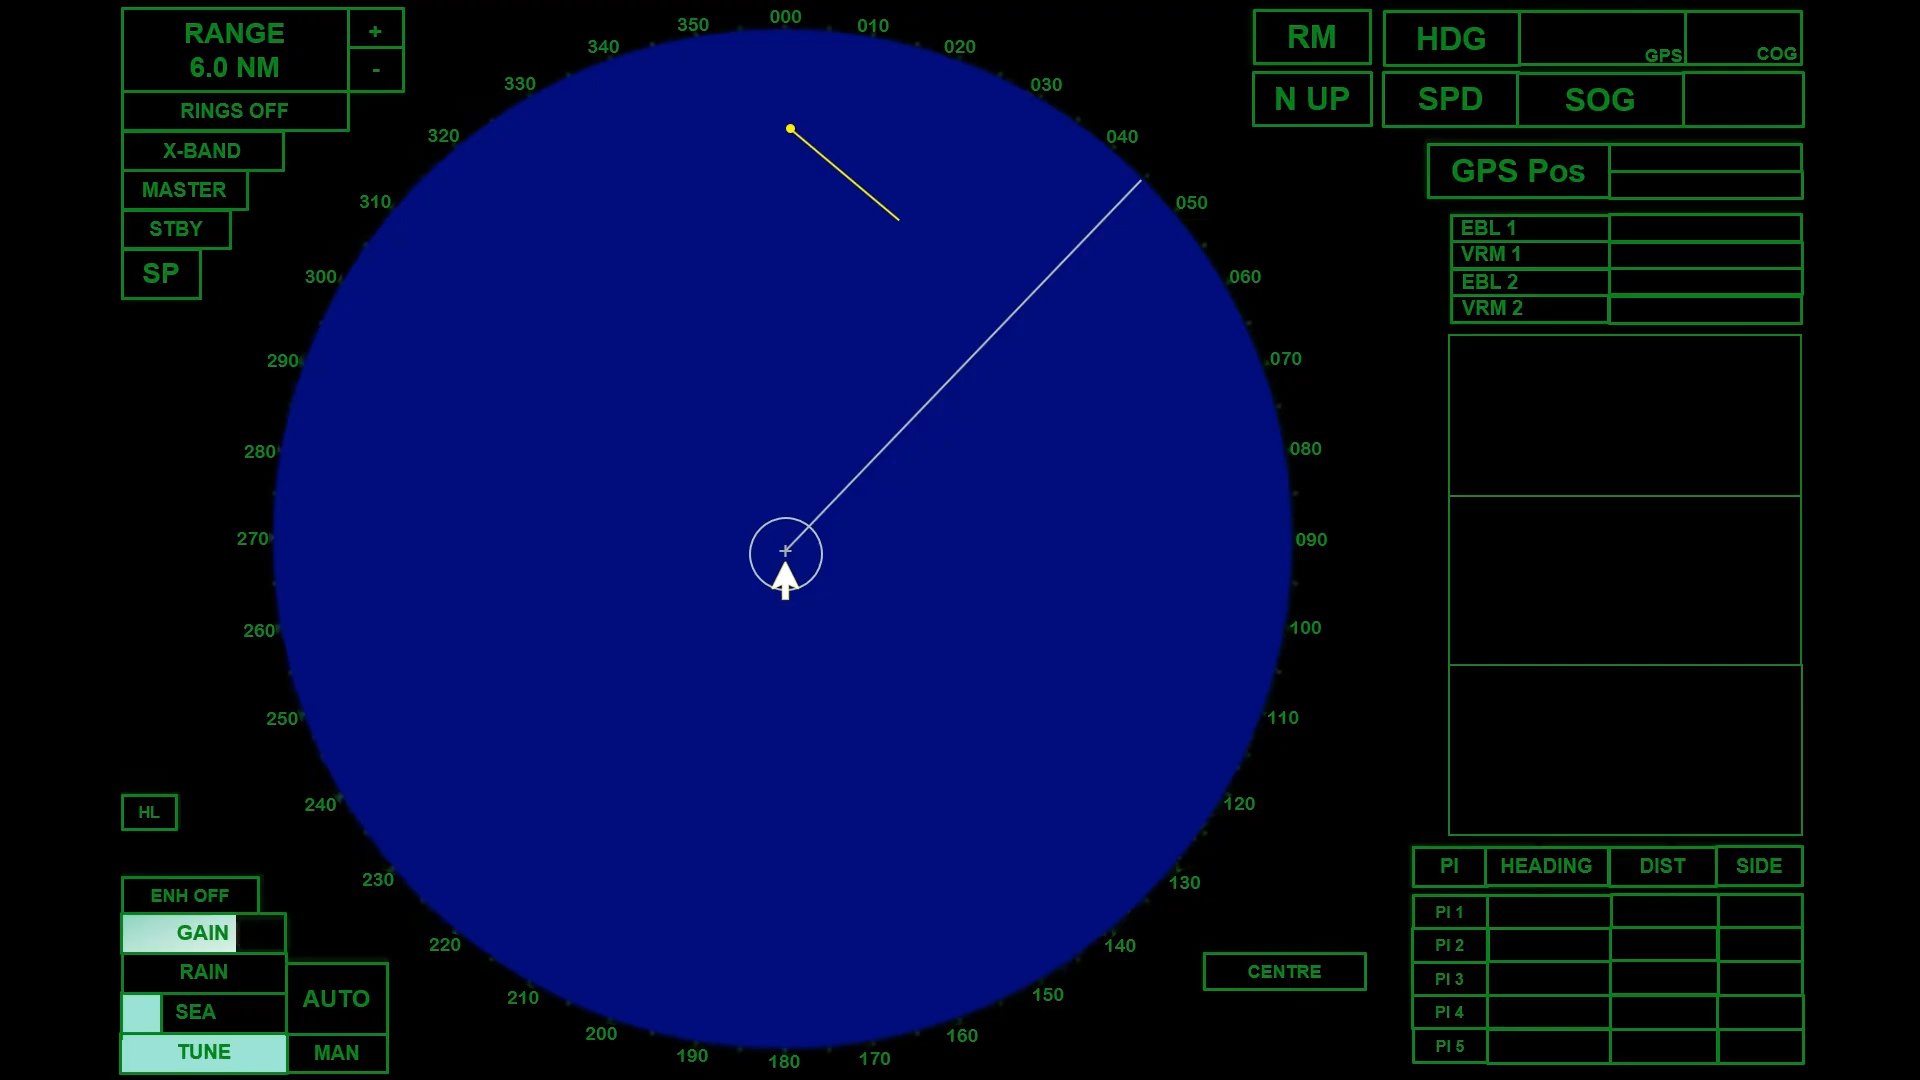 RANGE
6.0 NM
+
-
RINGS OFF
X-BAND
MASTER
STBY
SP
HL
ENH OFF
GAIN
RAIN
SEA
TUNE
AUTO
MAN
000
010
020
030
040
050
060
070
080
090
100
110
120
130
140
150
160
170
180
190
200
210
220
230
240
250
260
270
280
290
300
310
320
330
340
350
RM
HDG
GPS
COG
N UP
SPD
SOG
GPS Pos
EBL 1
VRM 1
EBL 2
VRM 2
CENTRE
PI HEADING DIST SIDE
PI 1
PI 2
PI 3
PI 4
PI 5